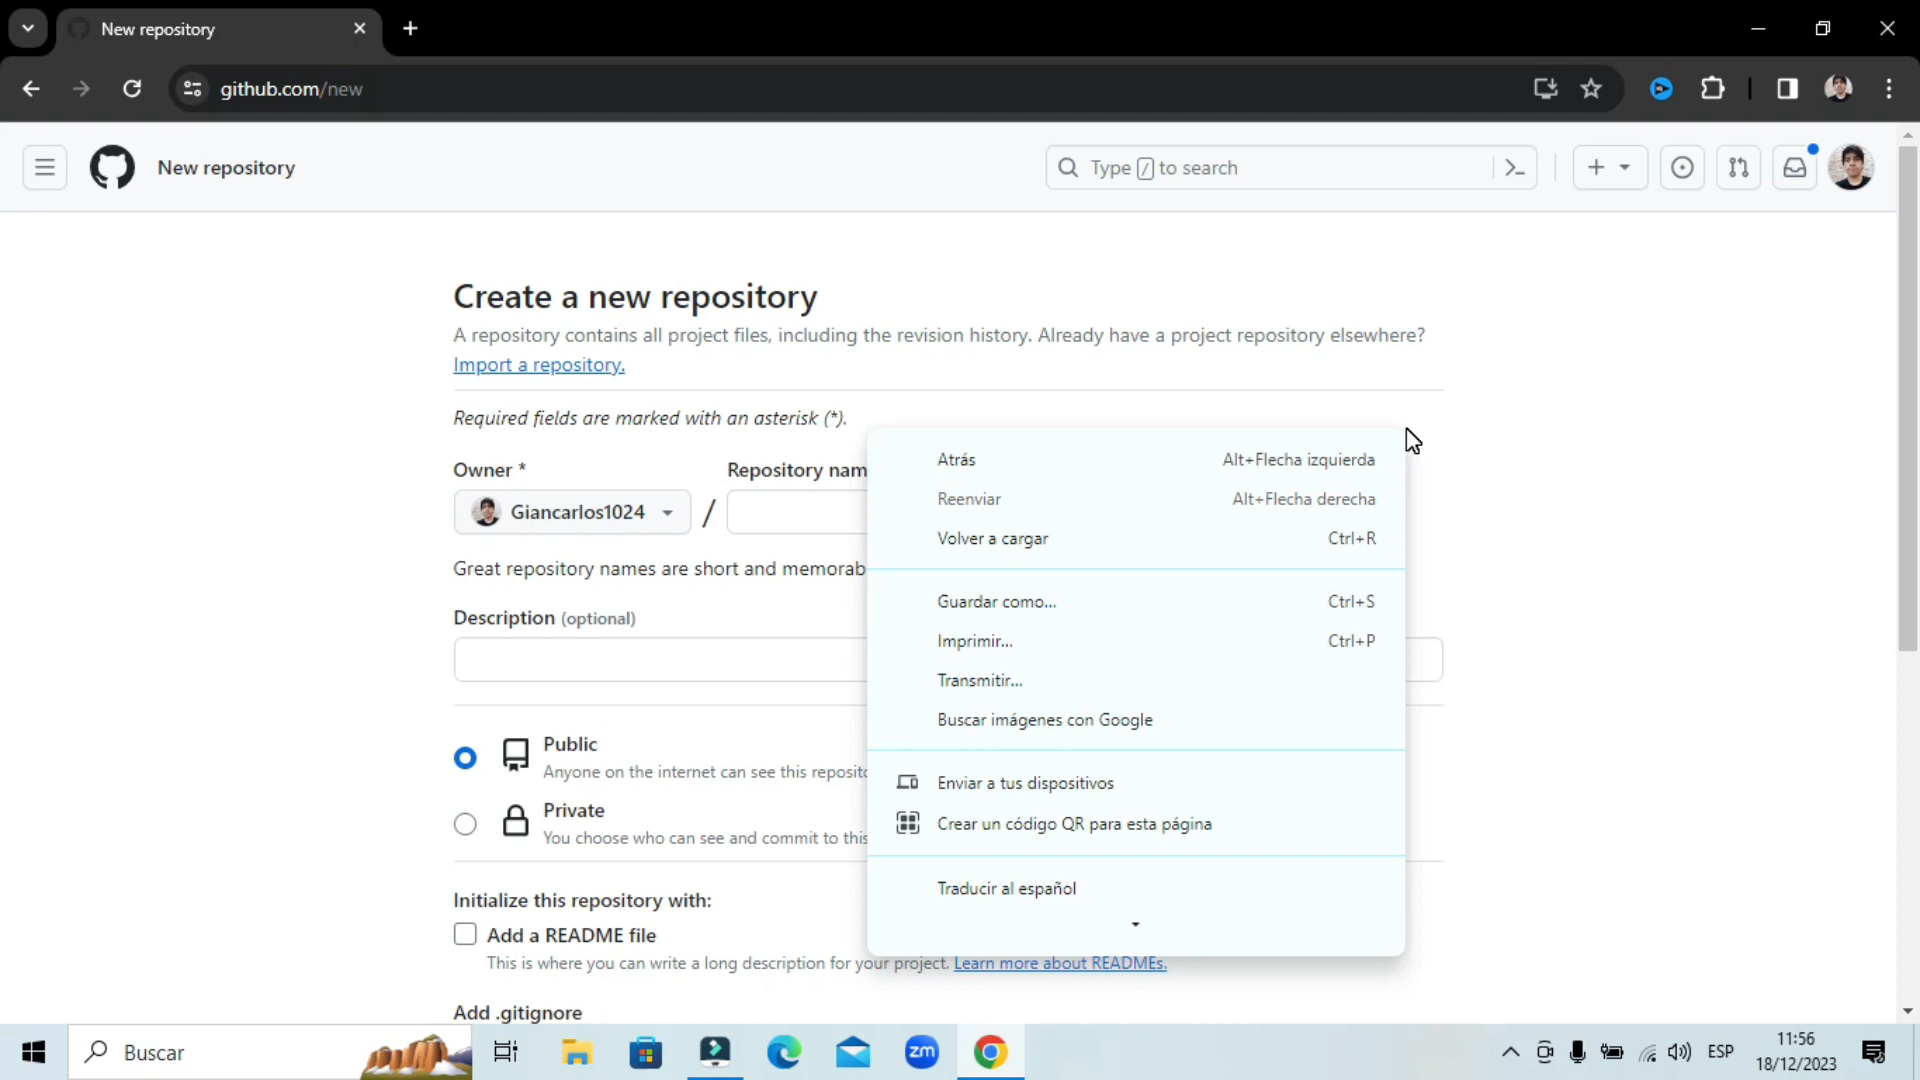 New repository
github.com/new
New repository
Type / to search
Create a new repository
A repository contains all project files, including the revision history. Already have a project repository elsewhere?
Import a repository.
Required fields are marked with an asterisk (*).
Owner *
Repository nam
Giancarlos1024
/
Great repository names are short and memorab
Description (optional)
Public
Anyone on the internet can see this reposito
Private
You choose who can see and commit to this
Initialize this repository with:
Add a README file
This is where you can write a long description for your project. Learn more about READMEs.
Add .gitignore
Atrás Alt+Flecha izquierda
Reenviar Alt+Flecha derecha
Volver a cargar Ctrl+R
Guardar como... Ctrl+S
Imprimir... Ctrl+P
Transmitir...
Buscar imágenes con Google
Enviar a tus dispositivos
Crear un código QR para esta página
Traducir al español
Buscar
zm
ESP
11:56
18/12/2023